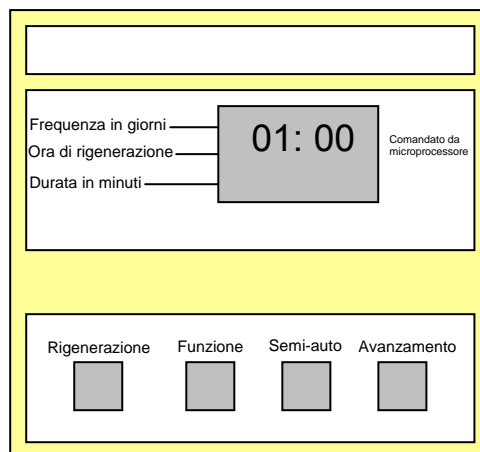 Frequenza in giorni
Ora di rigenerazione
Durata in minuti
01: 00
Comandato da
microprocessore
Rigenerazione
Funzione
Semi-auto
Avanzamento